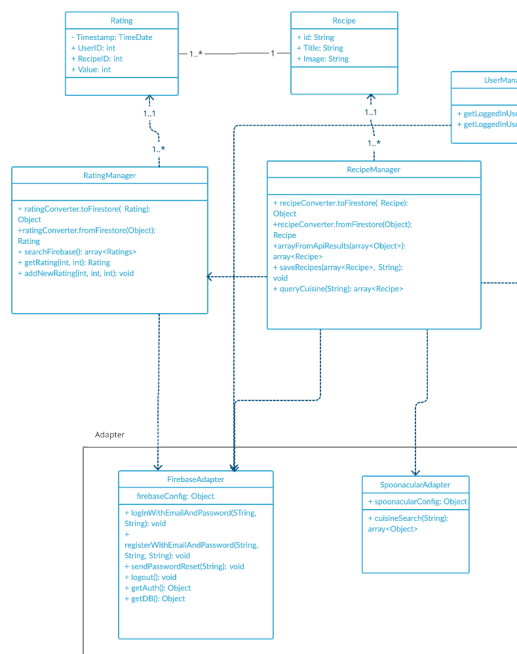 Rating
- Timestamp: TimeDate
+ UserID: int
+ RecipeID: int
+ Value: int
1..*
1
Recipe
+ id: String
+ Title: String
+ Image: String
UserMana
+ getLoggedInUse
+ getLoggedInUse
1..1
1..*
1..1
1..*
RatingManager
+ ratingConverter.toFirestore( Rating):
Object
+ratingConverter.fromFirestore(Object):
Rating
+ searchFirebase(): array<Ratings>
+ getRating(int, int): Rating
+ addNewRating(int, int, int): void
RecipeManager
+ recipeConverter.toFirestore( Recipe):
Object
+recipeConverter.fromFirestore(Object):
Recipe
+arrayFromApiResults(array<Object>):
array<Recipe>
+ saveRecipes(array<Recipe>, String):
void
+ queryCuisine(String): array<Recipe>
Adapter
FirebaseAdapter
firebaseConfig: Object
+ logInWithEmailAndPassword(STring,
String): void
+
registerWithEmailAndPassword(String,
String, String): void
+ sendPasswordReset(String): void
+ logout(): void
+ getAuth(): Object
+ getDB(): Object
SpoonacularAdapter
+ spoonacularConfig: Object
+ cuisineSearch(String):
array<Object>